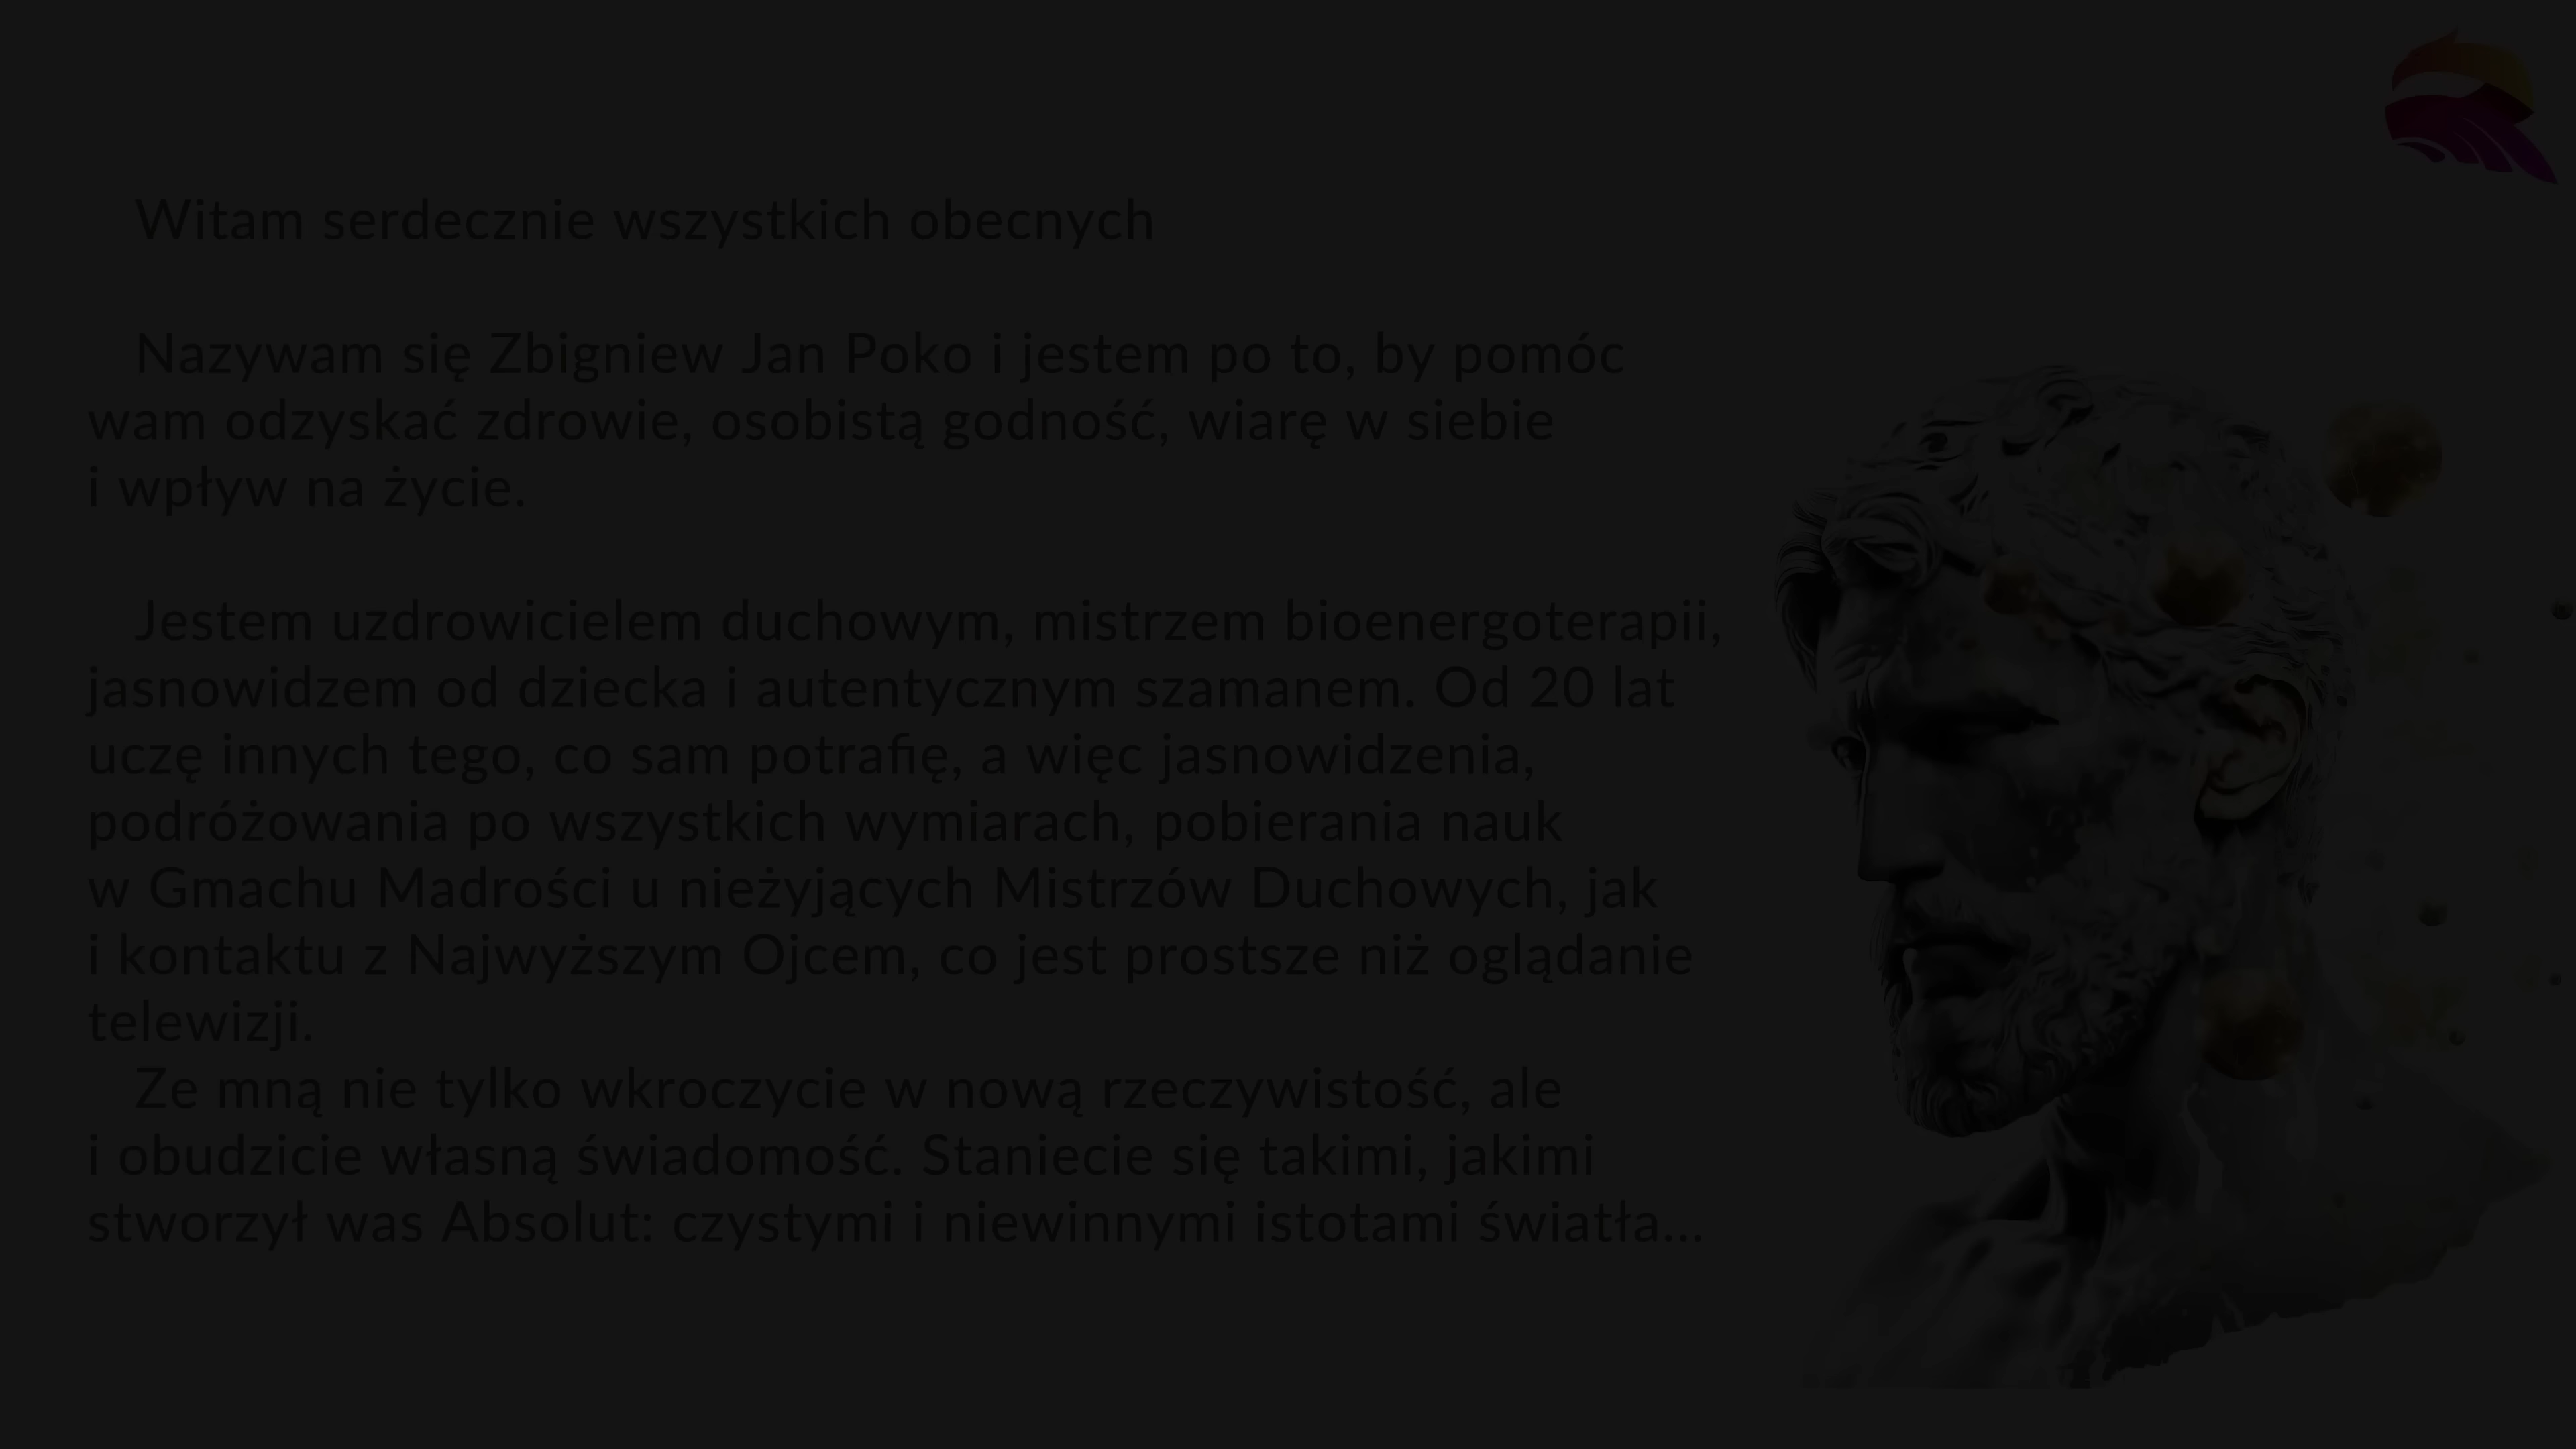 Witam serdecznie wszystkich obecnych
Nazywam się Zbigniew Jan Poko i jestem po to, by pomóc
wam odzyskać zdrowie, osobistą godność, wiarę w siebie
i wpływ na życie.
Jestem uzdrowicielem duchowym, mistrzem bioenergoterapii,
jasnowidzem od dziecka i autentycznym szamanem. Od 20 lat
uczę innych tego, co sam potrafię, a więc jasnowidzenia,
podróżowania po wszystkich wymiarach, pobierania nauk
w Gmachu Madrości u nieżyjących Mistrzów Duchowych, jak
i kontaktu z Najwyższym Ojcem, co jest prostsze niż oglądanie
telewizji.
Ze mną nie tylko wkroczycie w nową rzeczywistość, ale
i obudzicie własną świadomość. Staniecie się takimi, jakimi
stworzył was Absolut: czystymi i niewinnymi istotami światła...